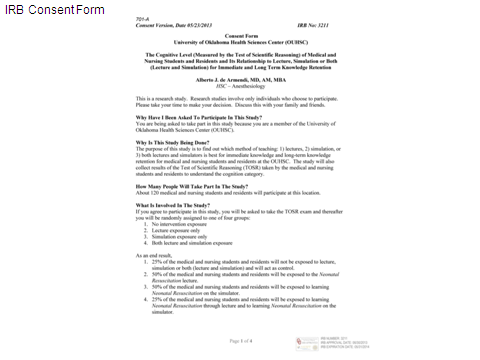 IRB ConsentForm
701-A
Consent Version, Date 05/23/2013 IRB No: 3211
Consent Form
University of Oklahoma Health Sciences Center (OUHSC)
The Cognitive Level (Measured by the Test of Scientific Reasoning) of Medical and
Nursing Students and Residents and Its Relationship to Lecture, Simulation or Both
(Lecture and Simulation) for Immediate and Long Term Knowledge Retention
Alberto J. de Armendi, MD, AM, MBA
HSC – Anesthesiology
This is a research study. Research studies involve only individuals who choose to participate.
Please take your time to make your decision. Discuss this with your family and friends.
Why Have I Been Asked To Participate In This Study?
You are being asked to take part in this study because you are a member of the University of
Oklahoma Health Sciences Center (OUHSC).
Why Is This Study Being Done?
The purpose of this study is to find out which method of teaching: 1) lectures, 2) simulation, or
3) both lectures and simulators is best for immediate knowledge and long-term knowledge
retention for medical and nursing students and residents at the OUHSC. The study will also
collect results of the Test of Scientific Reasoning (TOSR) taken by the medical and nursing
students and residents to understand the cognition category.
How Many People Will Take Part In The Study?
About 120 medical and nursing students and residents will participate at this location.
What Is Involved In The Study?
If you agree to participate in this study, you will be asked to take the TOSR exam and thereafter
you will be randomly assigned to one of four groups:
1. No intervention exposure
2. Lecture exposure only
3. Simulation exposure only
4. Both lecture and simulation exposure
As an end result,
1. 25% of the medical and nursing students and residents will not be exposed to lecture,
simulation or both (lecture and simulation) and will act as control.
2. 50% of the medical and nursing students and residents will be exposed to the Neonatal
Resuscitation lecture.
3. 50% of the medical and nursing students and residents will be exposed to learning
Neonatal Resuscitation on the simulator.
4. 25% of the medical and nursing students and residents will be exposed to learning
Neonatal Resuscitation through lecture and to learning Neonatal Resuscitation on the
simulator.
Page 1 of 4
IRB NUMBER: 3211